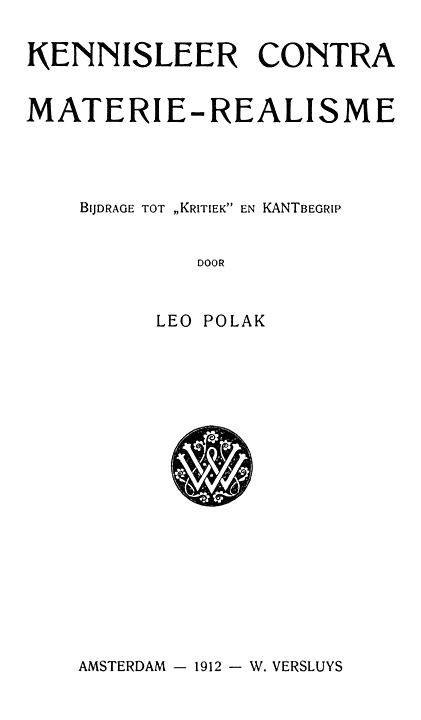 KENNISLEER CONTRA
MATERIE-REALISME
BIJDRAGE TOT „KRITIEK” EN KANTBEGRIP
DOOR
LEO POLAK
W
AMSTERDAM — 1912 — W. VERSLUYS